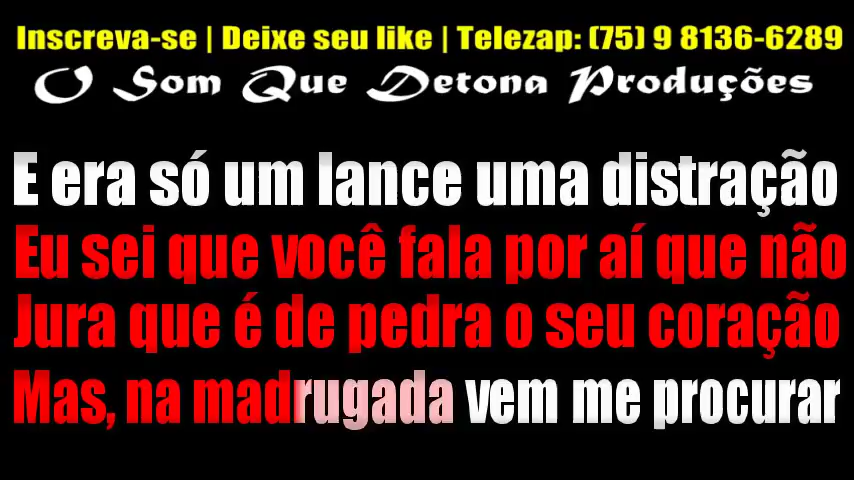 Inscreva-se | Deixe seu like | Telezap: (75) 9 8136-6289
O Som Que Detona Produções
E era só um lance uma distração
Eu sei que você fala por aí que não
Jura que é de pedra o seu coração
Mas, na madrugada vem me procurar